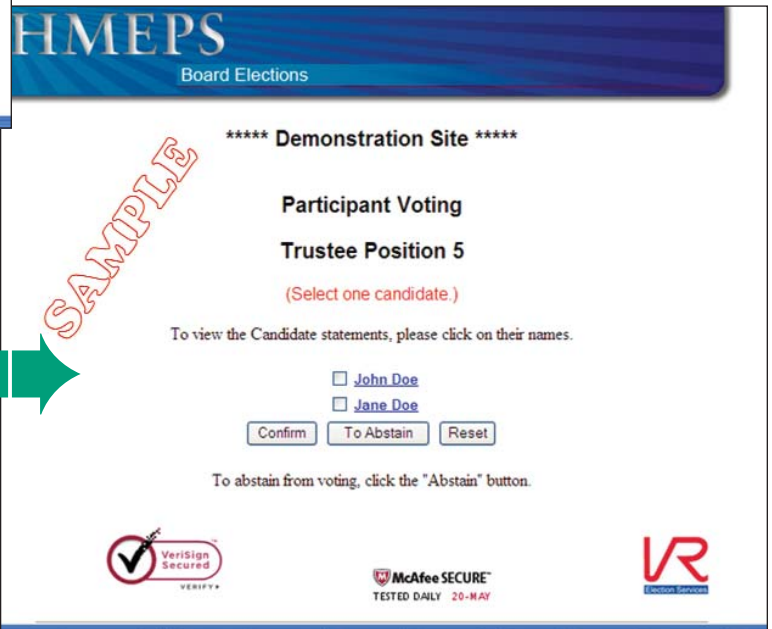 HMEPS
Board Elections
***** Demonstration Site *****
SAMPLE
Participant Voting
Trustee Position 5
(Select one candidate.)
To view the Candidate statements, please click on their names.
John Doe
Jane Doe
Confirm To Abstain Reset
To abstain from voting, click the "Abstain" button.
VeriSign
Secured
VERIFY
McAfee SECURE™
TESTED DAILY 20-MAY
VR
Election Services